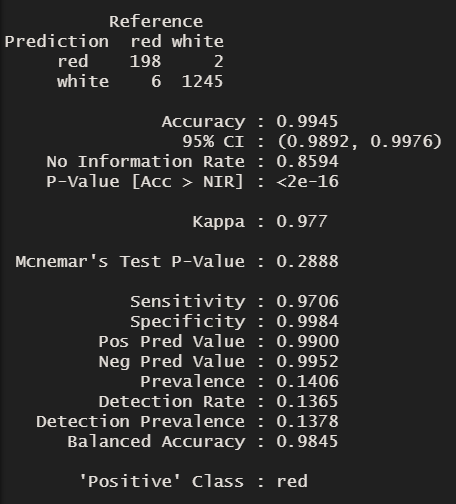 Reference
Prediction red white
red 198 2
white 6 1245
Accuracy : 0.9945
95% CI : (0.9892, 0.9976)
No Information Rate : 0.8594
P-Value [Acc > NIR] : <2e-16
Kappa : 0.977
Mcnemar's Test P-Value : 0.2888
Sensitivity : 0.9706
Specificity : 0.9984
Pos Pred Value : 0.9900
Neg Pred Value : 0.9952
Prevalence : 0.1406
Detection Rate : 0.1365
Detection Prevalence : 0.1378
Balanced Accuracy : 0.9845
'Positive' Class : red